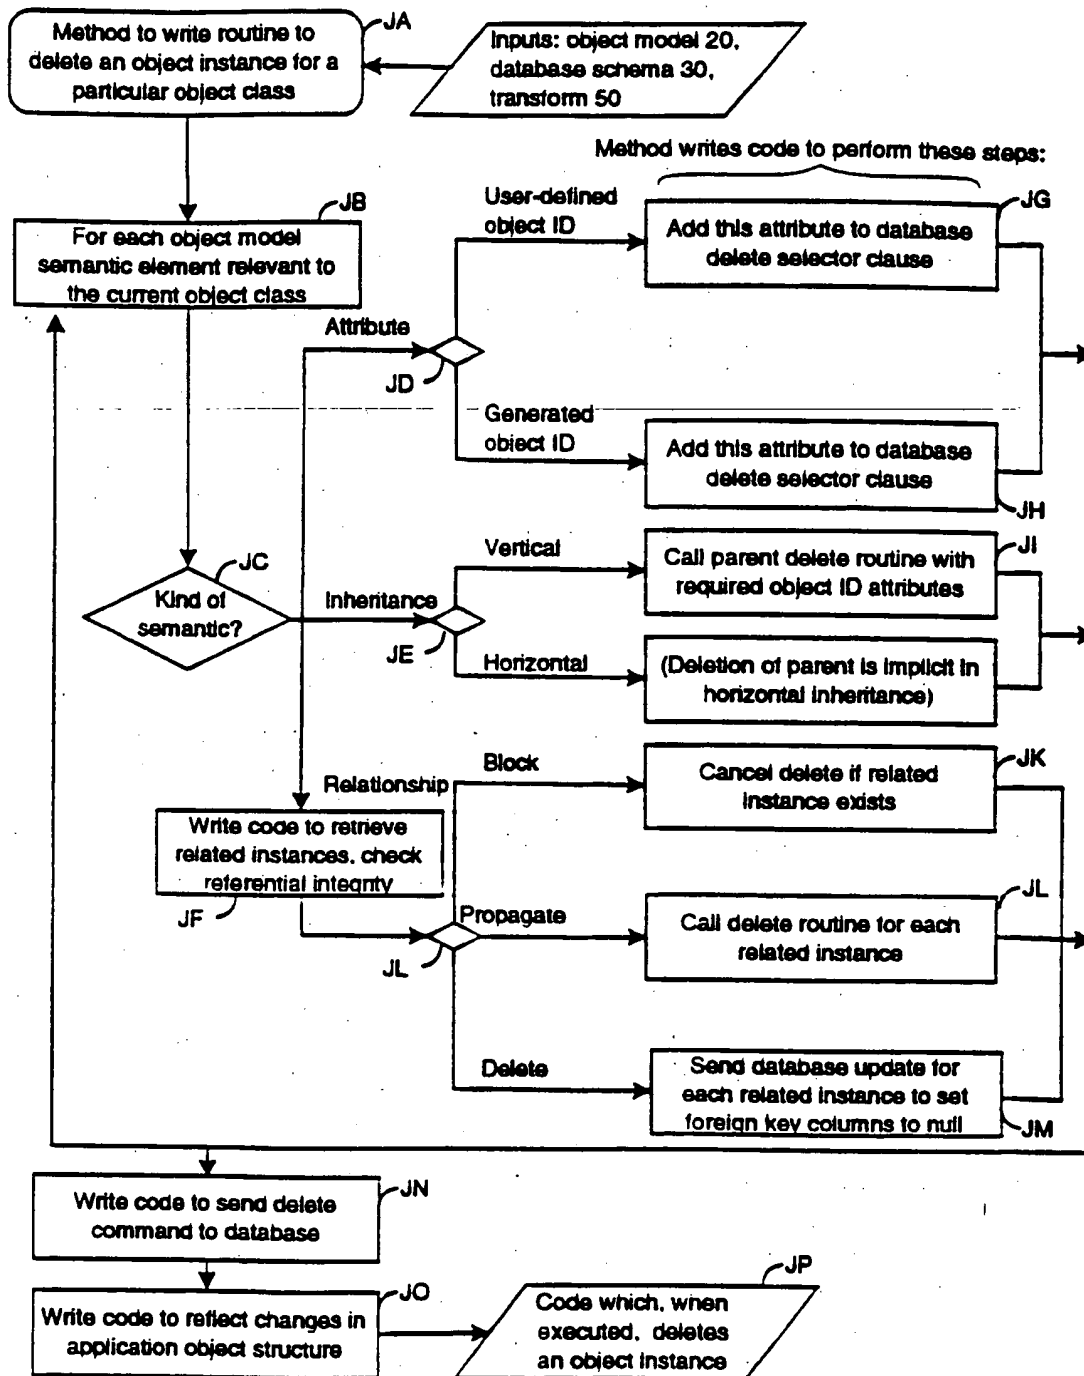 JA
Method to write routine to
delete an object instance for a
particular object class
Inputs: object model 20,
database schema 30,
transform 50
Method writes code to perform these steps:
JB
For each object model
semantic element relevant to
the current object class
User-defined
object ID
JG
Add this attribute to database
delete selector clause
Attribute
JD
Generated
object ID
Add this attribute to database
delete selector clause
JH
JC
Kind of
semantic?
Inheritance
JE
Vertical
JI
Call parent delete routine with
required object ID attributes
Horizontal
(Deletion of parent is implicit in
horizontal inheritance)
Relationship
Write code to retrieve
related instances, check
referential integrity
JF
Block
JK
Cancel delete if related
instance exists
Propagate
JL
JL
Call delete routine for each
related instance
Delete
Send database update for
each related instance to set
foreign key columns to null
JM
JN
Write code to send delete
command to database
JO
Write code to reflect changes in
application object structure
JP
Code which, when
executed, deletes
an object instance